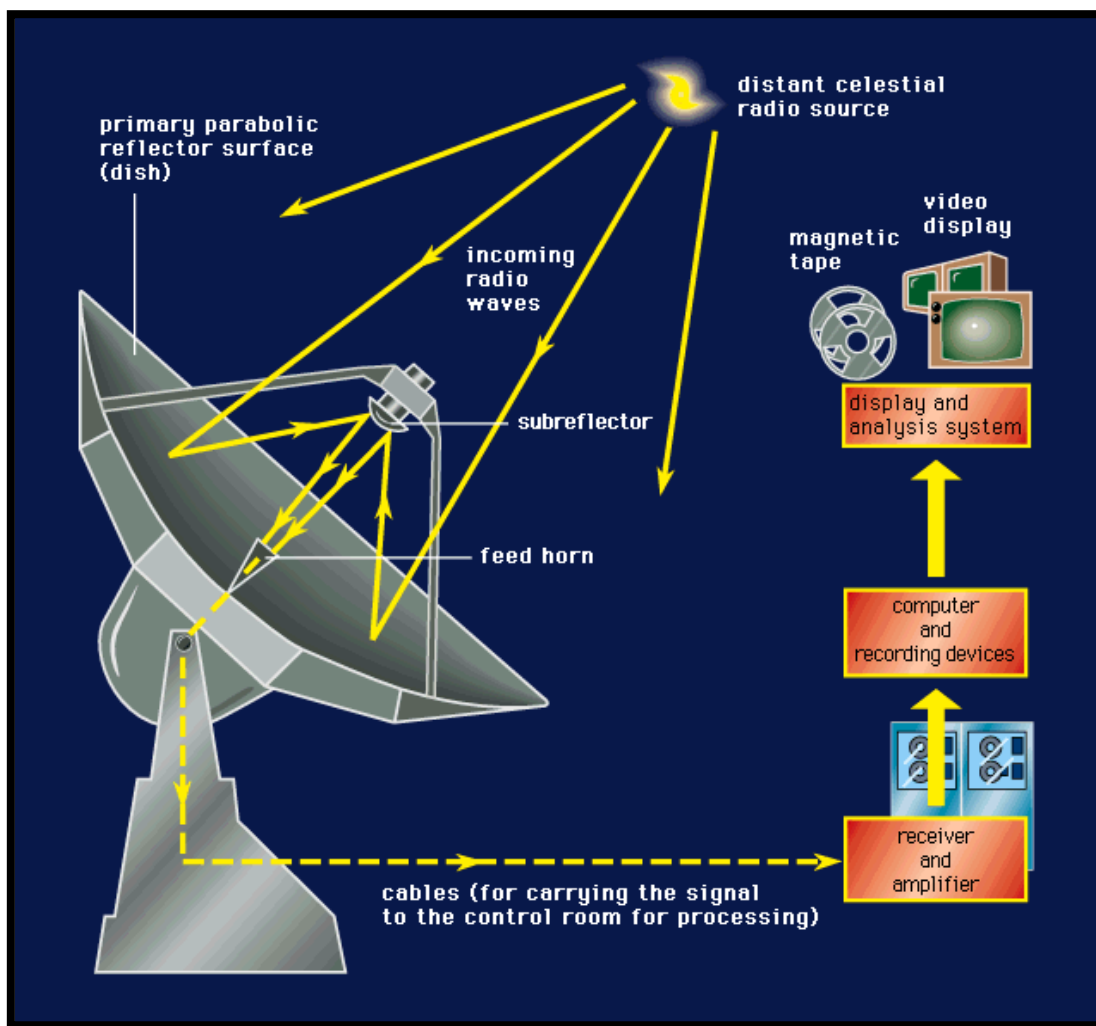 distant celestial
radio source
primary parabolic
reflector surface
(dish)
incoming
radio
waves
video
display
magnetic
tape
subreflector
display and
analysis system
feed horn
computer
and
recording devices
receiver
and
amplifier
cables (for carrying the signal
to the control room for processing)